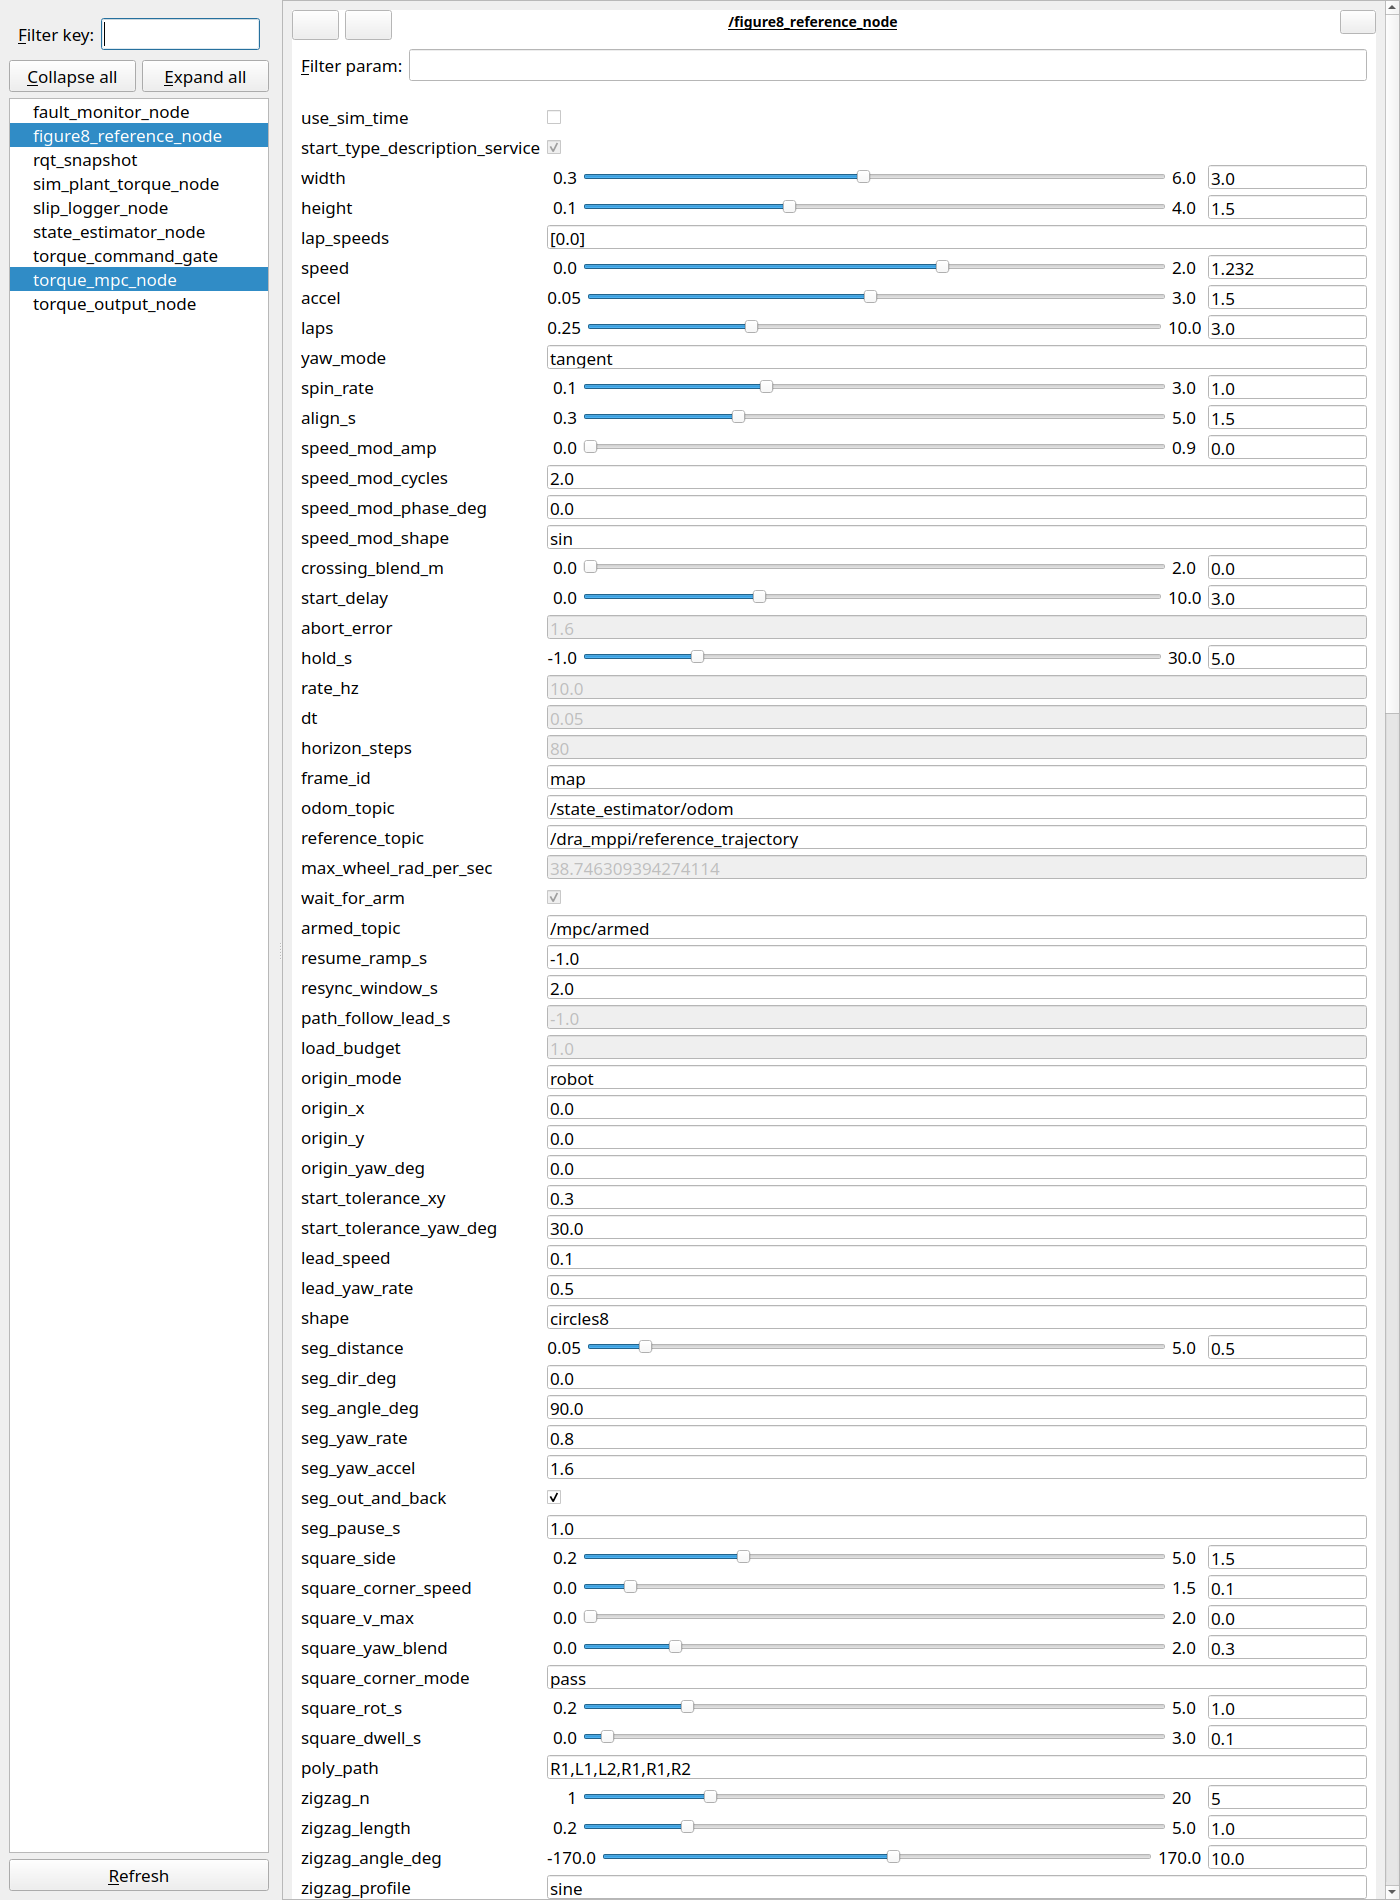 Filter key:
Collapse all
Expand all
fault_monitor_node
figure8_reference_node
rqt_snapshot
sim_plant_torque_node
slip_logger_node
state_estimator_node
torque_command_gate
torque_mpc_node
torque_output_node
Refresh
/figure8_reference_node
Filter param:
use_sim_time
start_type_description_service
width 0.3 6.0 3.0
height 0.1 4.0 1.5
lap_speeds [0.0]
speed 0.0 2.0 1.232
accel 0.05 3.0 1.5
laps 0.25 10.0 3.0
yaw_mode tangent
spin_rate 0.1 3.0 1.0
align_s 0.3 5.0 1.5
speed_mod_amp 0.0 0.9 0.0
speed_mod_cycles 2.0
speed_mod_phase_deg 0.0
speed_mod_shape sin
crossing_blend_m 0.0 2.0 0.0
start_delay 0.0 10.0 3.0
abort_error 1.6
hold_s -1.0 30.0 5.0
rate_hz 10.0
dt 0.05
horizon_steps 80
frame_id map
odom_topic /state_estimator/odom
reference_topic /dra_mppi/reference_trajectory
max_wheel_rad_per_sec 38.746309394274114
wait_for_arm
armed_topic /mpc/armed
resume_ramp_s -1.0
resync_window_s 2.0
path_follow_lead_s -1.0
load_budget 1.0
origin_mode robot
origin_x 0.0
origin_y 0.0
origin_yaw_deg 0.0
start_tolerance_xy 0.3
start_tolerance_yaw_deg 30.0
lead_speed 0.1
lead_yaw_rate 0.5
shape circles8
seg_distance 0.05 5.0 0.5
seg_dir_deg 0.0
seg_angle_deg 90.0
seg_yaw_rate 0.8
seg_yaw_accel 1.6
seg_out_and_back
seg_pause_s 1.0
square_side 0.2 5.0 1.5
square_corner_speed 0.0 1.5 0.1
square_v_max 0.0 2.0 0.0
square_yaw_blend 0.0 2.0 0.3
square_corner_mode pass
square_rot_s 0.2 5.0 1.0
square_dwell_s 0.0 3.0 0.1
poly_path R1,L1,L2,R1,R1,R2
zigzag_n 1 20 5
zigzag_length 0.2 5.0 1.0
zigzag_angle_deg -170.0 170.0 10.0
zigzag_profile sine